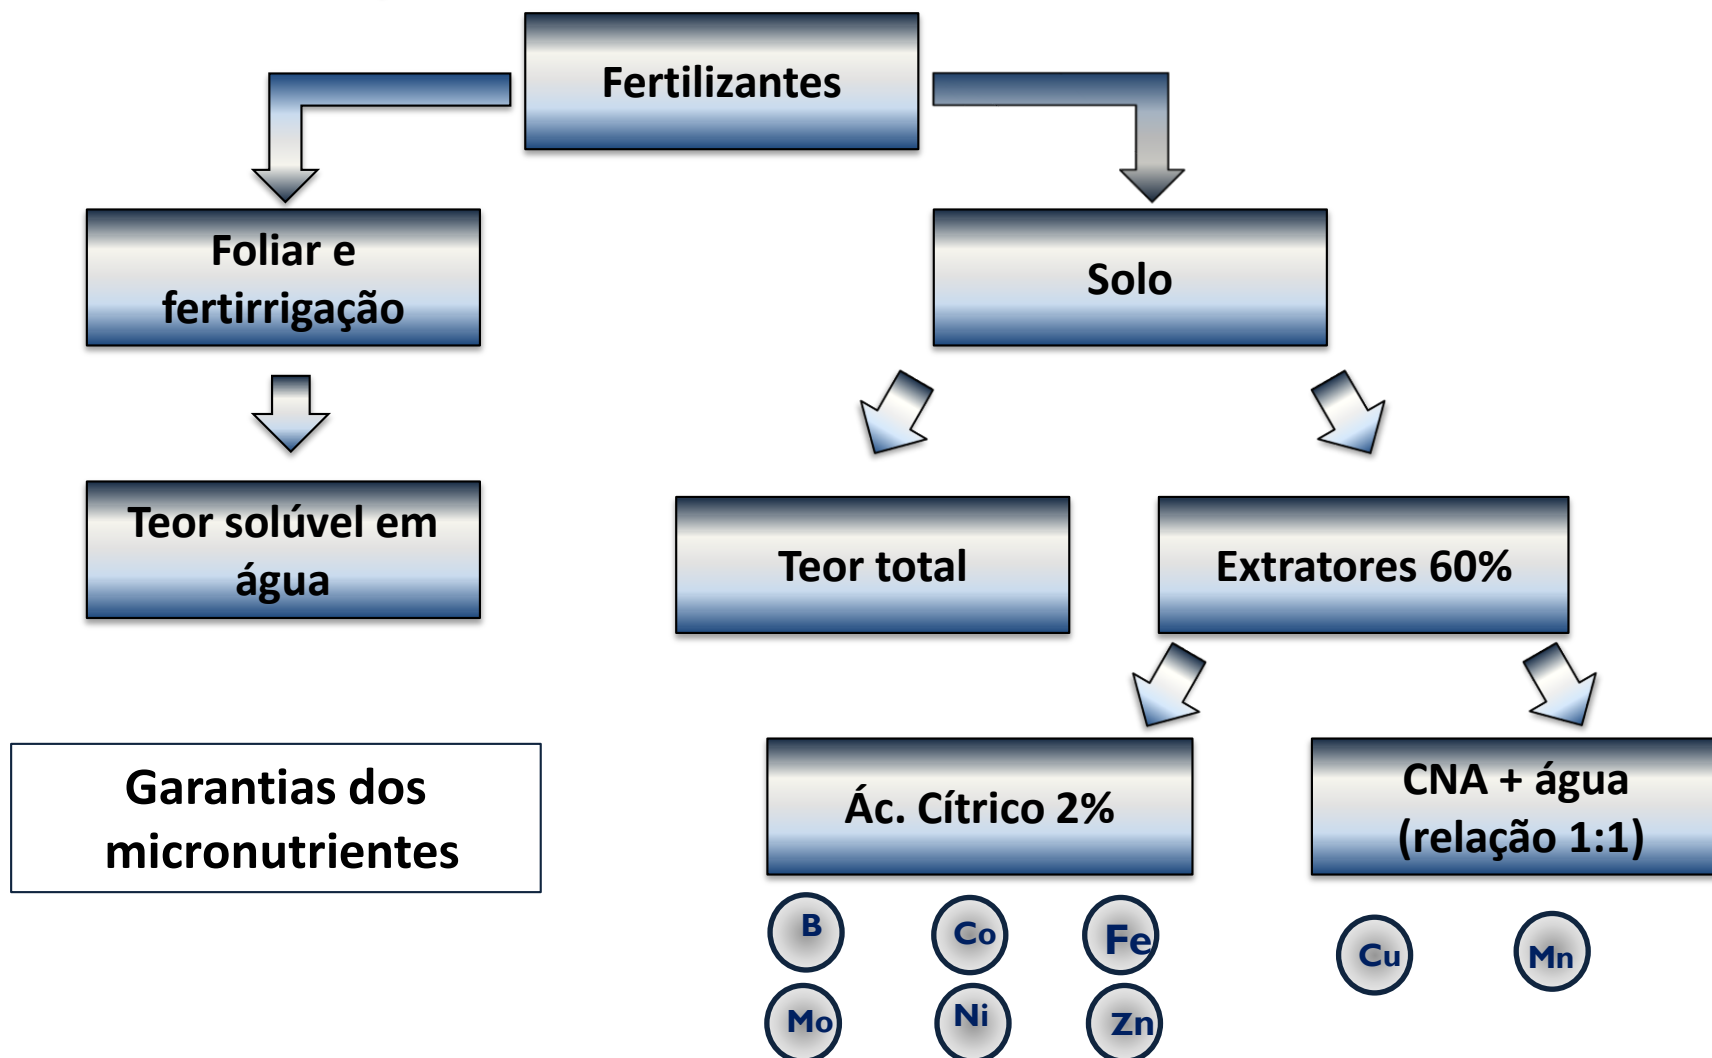 Fertilizantes
Foliar e
fertirrigação
Solo
Teor solúvel em
água
Teor total
Extratores 60%
Garantias dos
micronutrientes
Ác. Cítrico 2%
CNA + água
(relação 1:1)
B
Co
Fe
Cu
Mn
Mo
Ni
Zn